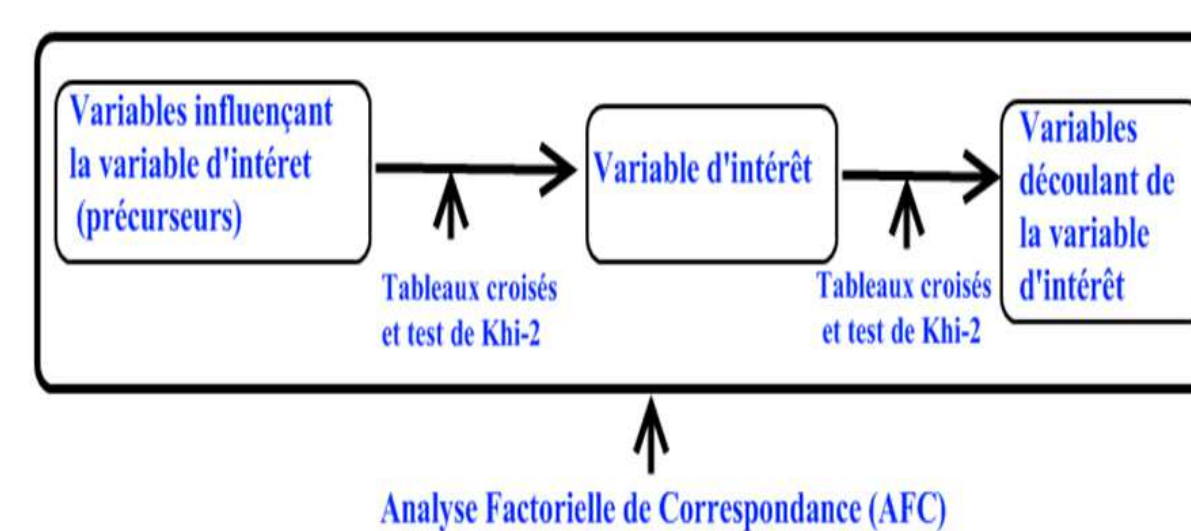 Variables influençant
la variable d'intéret
(précurseurs)
Variable d'intérêt
Variables
découlant de
la variable
d'intérêt
Tableaux croisés
et test de Khi-2
Tableaux croisés
et test de Khi-2
Analyse Factorielle de Correspondance (AFC)